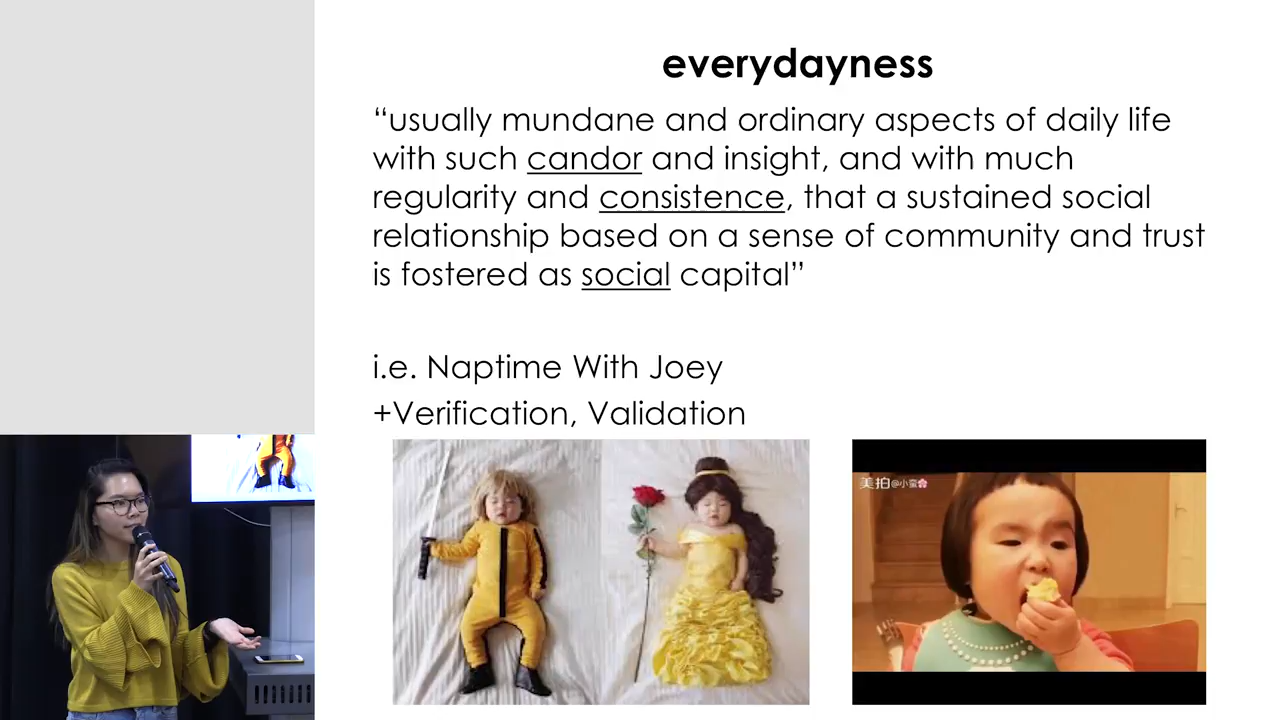 everydayness
“usually mundane and ordinary aspects of daily life
with such candor and insight, and with much
regularity and consistence, that a sustained social
relationship based on a sense of community and trust
is fostered as social capital”
i.e. Naptime With Joey
+Verification, Validation
美拍@小蛮🌸